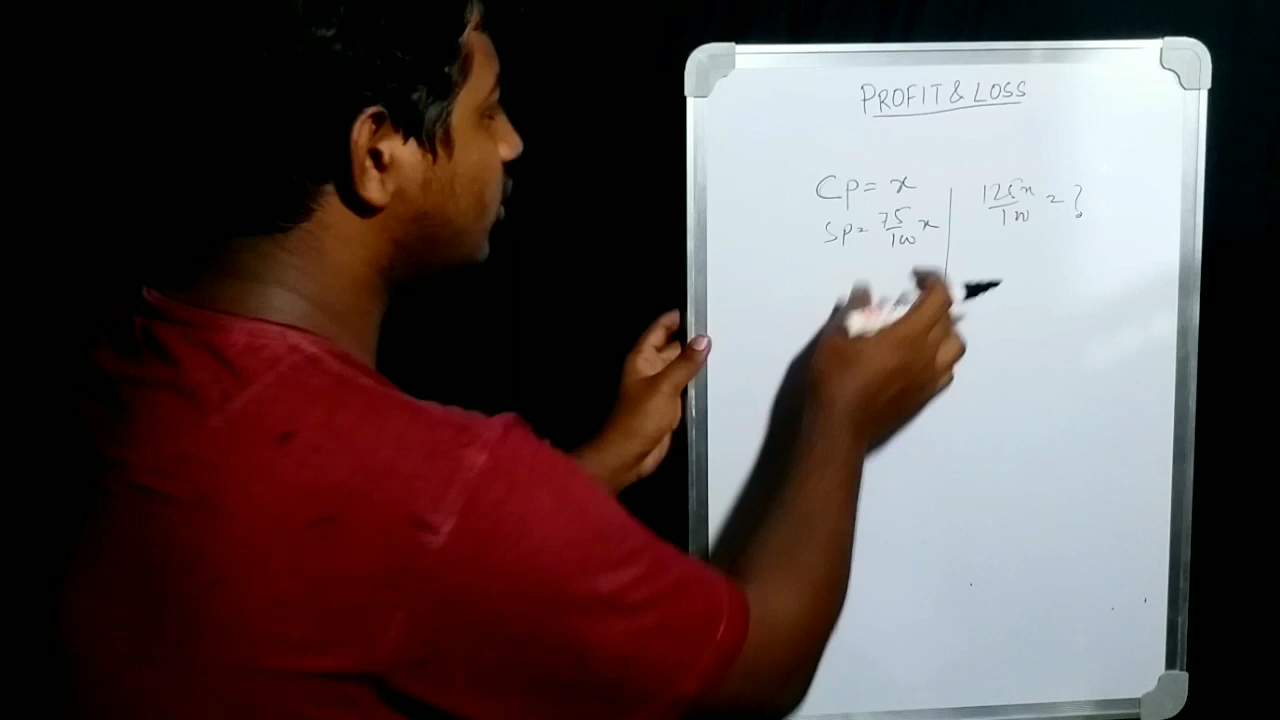 PROFIT & LOSS
CP = x
SP = 75/100 x
125x/100 = ?